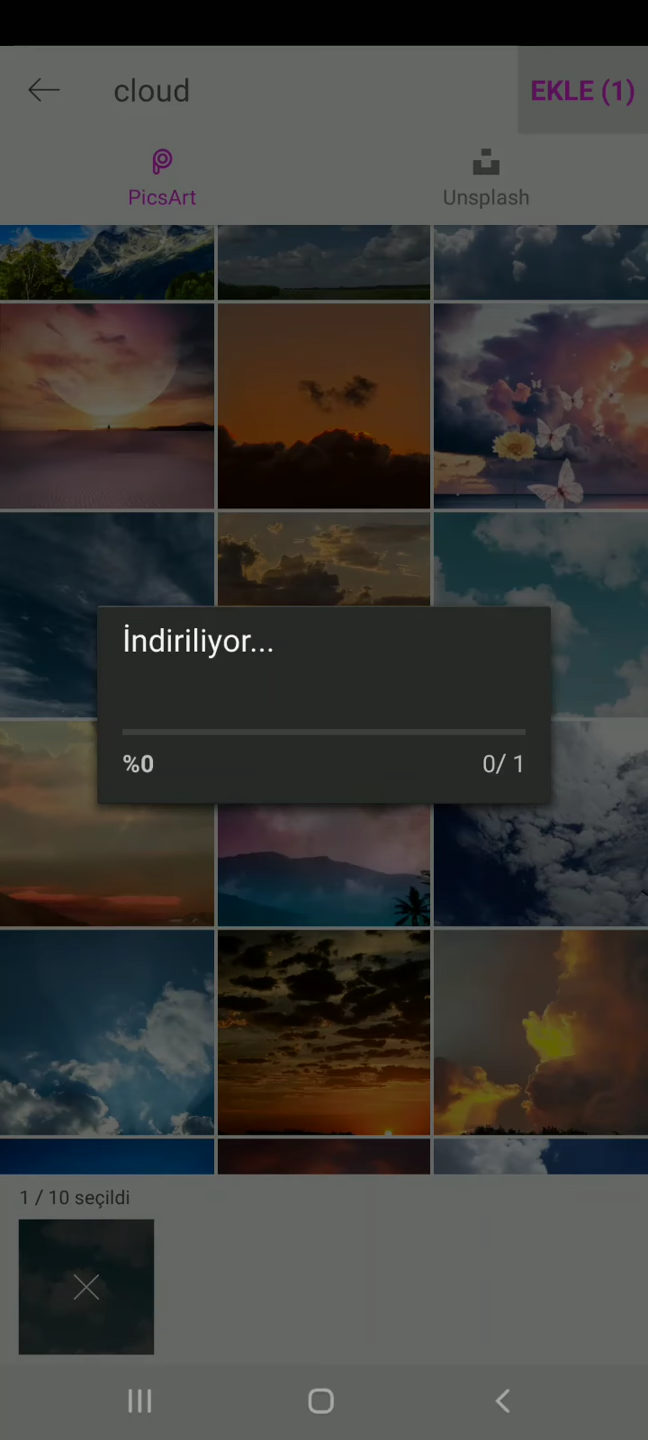 cloud
EKLE (1)
PicsArt
Unsplash
İndiriliyor...
%0
0/ 1
1 / 10 seçildi